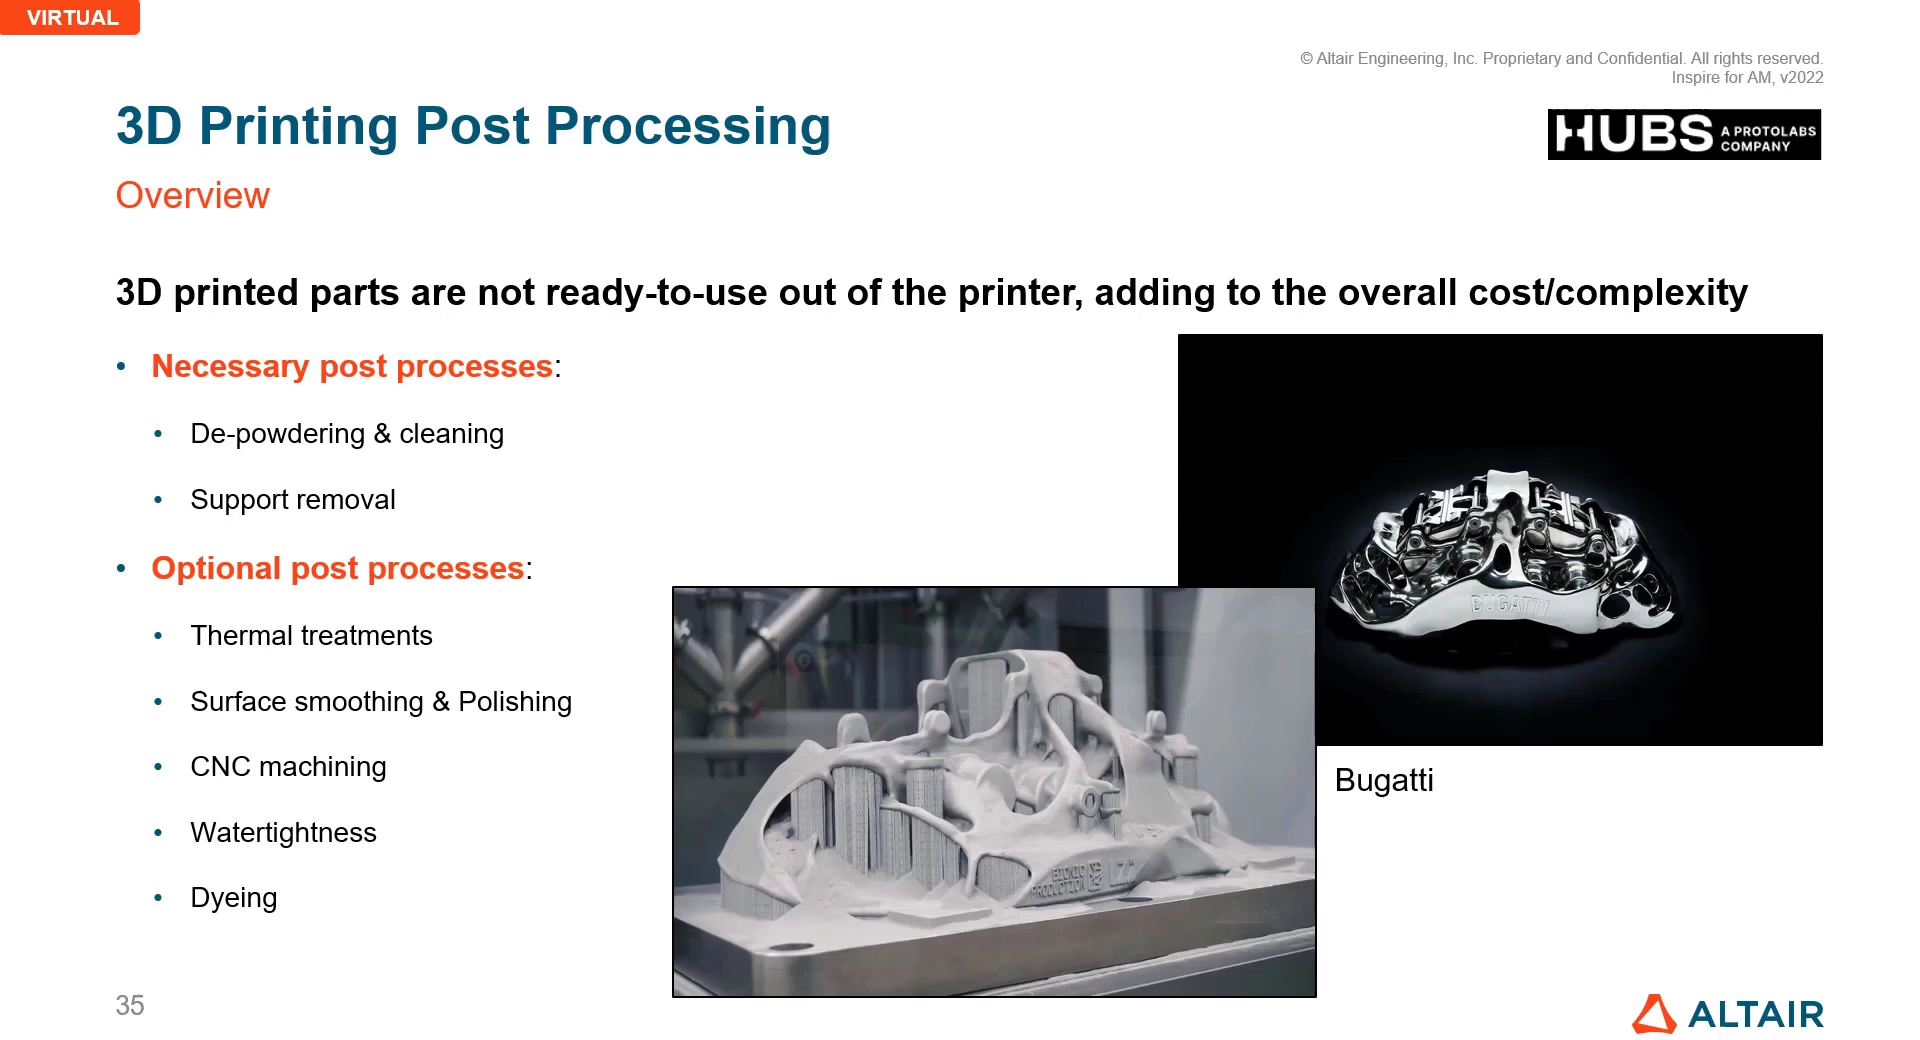 VIRTUAL
© Altair Engineering, Inc. Proprietary and Confidential. All rights reserved.
Inspire for AM, v2022
3D Printing Post Processing
HUBS A PROTOLABS COMPANY
Overview
3D printed parts are not ready-to-use out of the printer, adding to the overall cost/complexity
• Necessary post processes:
• De-powdering & cleaning
• Support removal
• Optional post processes:
• Thermal treatments
• Surface smoothing & Polishing
• CNC machining
• Watertightness
• Dyeing
BUGATTI
Bugatti
BIONIC
PRODUCTION
LZN
35
ALTAIR